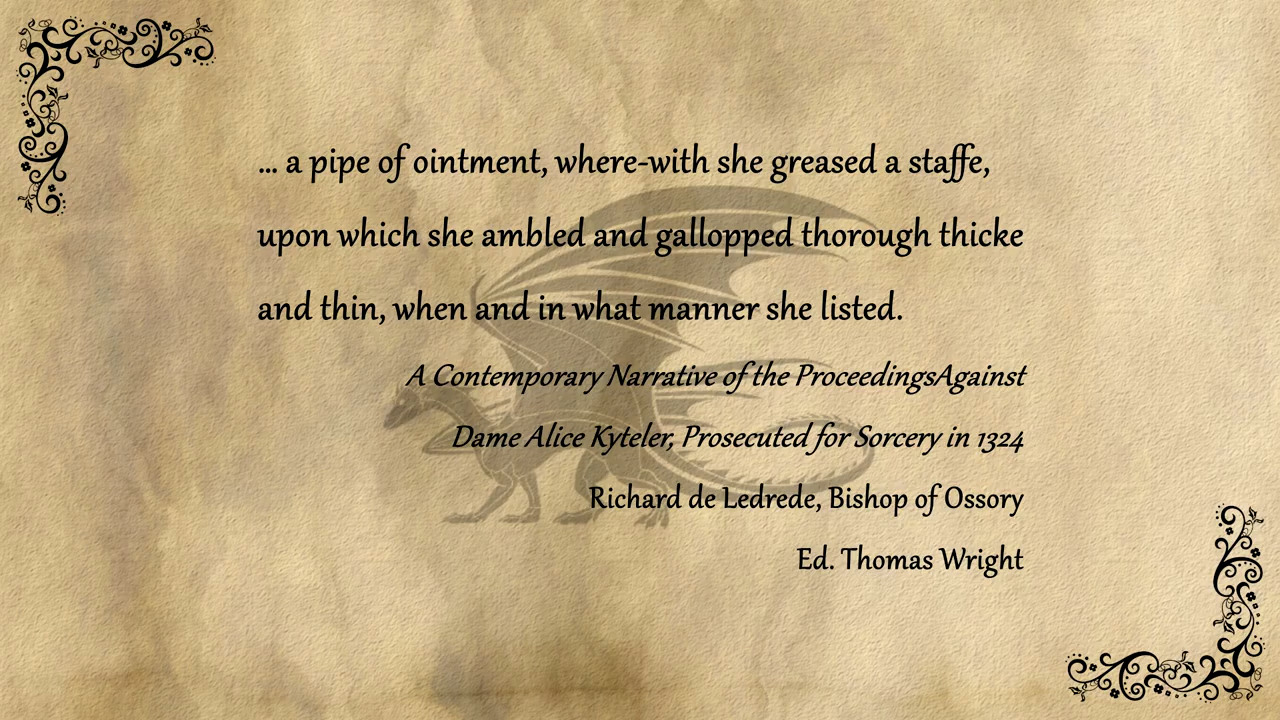 ... a pipe of ointment, where-with she greased a staffe,
upon which she ambled and gallopped thorough thicke
and thin, when and in what manner she listed.
A Contemporary Narrative of the ProceedingsAgainst
Dame Alice Kyteler, Prosecuted for Sorcery in 1324
Richard de Ledrede, Bishop of Ossory
Ed. Thomas Wright